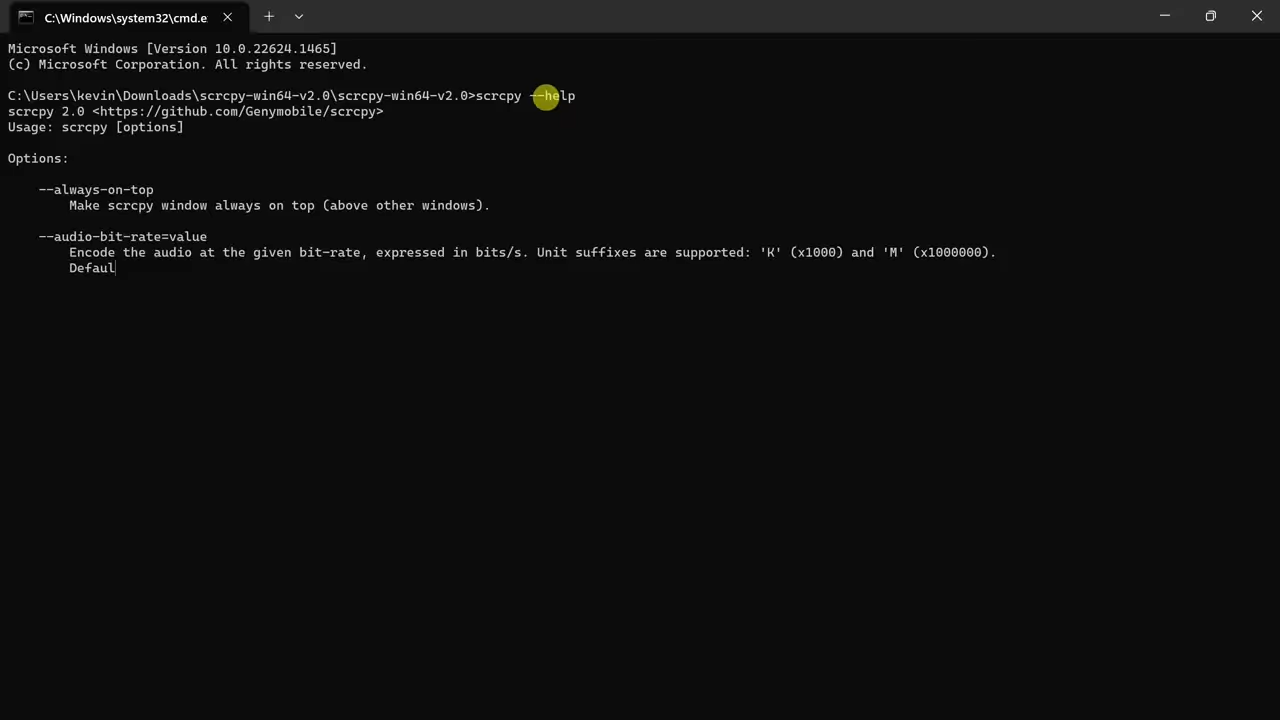 C:\Windows\system32\cmd.e
Microsoft Windows [Version 10.0.22624.1465]
(c) Microsoft Corporation. All rights reserved.
C:\Users\kevin\Downloads\scrcpy-win64-v2.0\scrcpy-win64-v2.0>scrcpy --help
scrcpy 2.0 <https://github.com/Genymobile/scrcpy>
Usage: scrcpy [options]
Options:
--always-on-top
Make scrcpy window always on top (above other windows).
--audio-bit-rate=value
Encode the audio at the given bit-rate, expressed in bits/s. Unit suffixes are supported: 'K' (x1000) and 'M' (x1000000).
Defaul